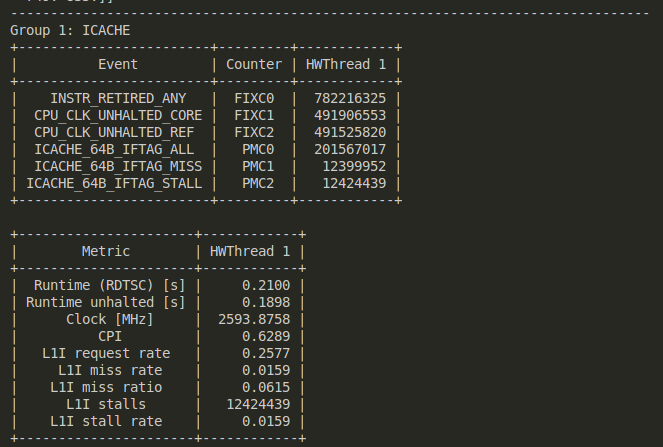 -----------------------------------------------------------------------------
Group 1: ICACHE
+------------------------+---------+------------+
|          Event         | Counter | HWThread 1 |
+------------------------+---------+------------+
|    INSTR_RETIRED_ANY   |  FIXC0  |  782216325 |
|  CPU_CLK_UNHALTED_CORE |  FIXC1  |  491906553 |
|  CPU_CLK_UNHALTED_REF  |  FIXC2  |  491525820 |
|  ICACHE_64B_IFTAG_ALL  |   PMC0  |  201567017 |
|  ICACHE_64B_IFTAG_MISS |   PMC1  |   12399952 |
| ICACHE_64B_IFTAG_STALL |   PMC2  |   12424439 |
+------------------------+---------+------------+
+----------------------+------------+
|        Metric        | HWThread 1 |
+----------------------+------------+
|  Runtime (RDTSC) [s] |     0.2100 |
| Runtime unhalted [s] |     0.1898 |
|      Clock [MHz]     |  2593.8758 |
|          CPI         |     0.6289 |
|   L1I request rate   |     0.2577 |
|     L1I miss rate    |     0.0159 |
|    L1I miss ratio    |     0.0615 |
|      L1I stalls      |   12424439 |
|    L1I stall rate    |     0.0159 |
+----------------------+------------+